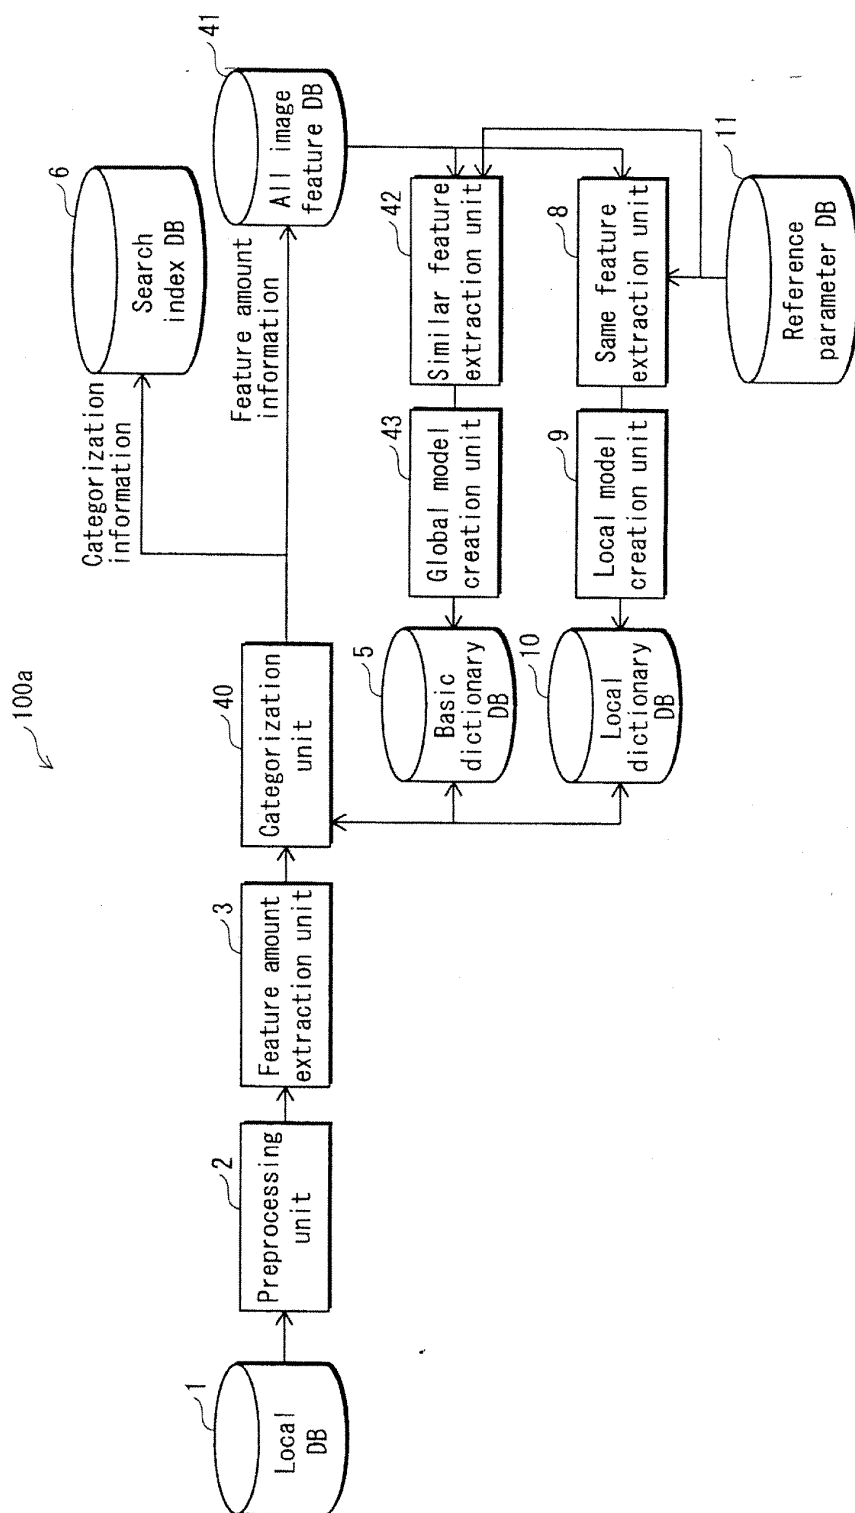 100a
1
Local
DB
2
Preprocessing
unit
3
Feature amount
extraction unit
40
Categorization
unit
Categorization
information
6
Search
index DB
Feature amount
information
41
All image
feature DB
5
Basic
dictionary
DB
43
Global model
creation unit
42
Similar feature
extraction unit
10
Local
dictionary
DB
9
Local model
creation unit
8
Same feature
extraction unit
11
Reference
parameter DB